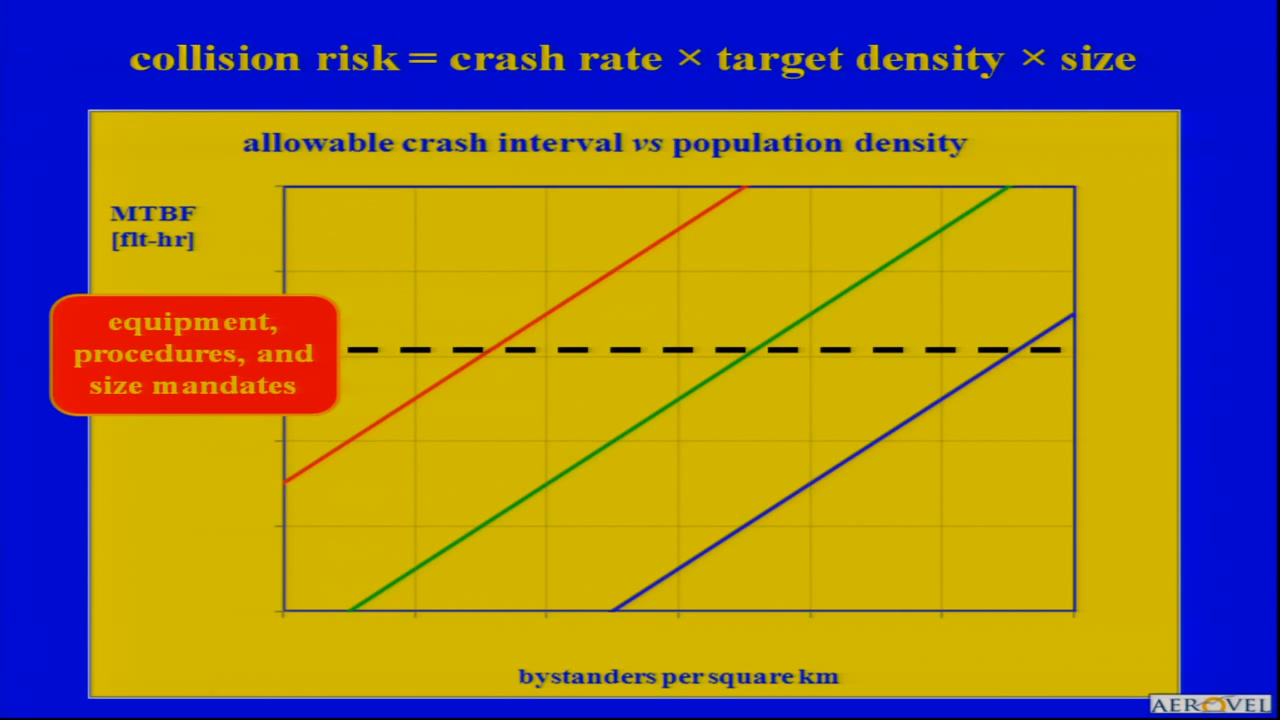 collision risk = crash rate × target density × size
allowable crash interval vs population density
MTBF
[flt-hr]
equipment,
procedures, and
size mandates
bystanders per square km
AEROVEL